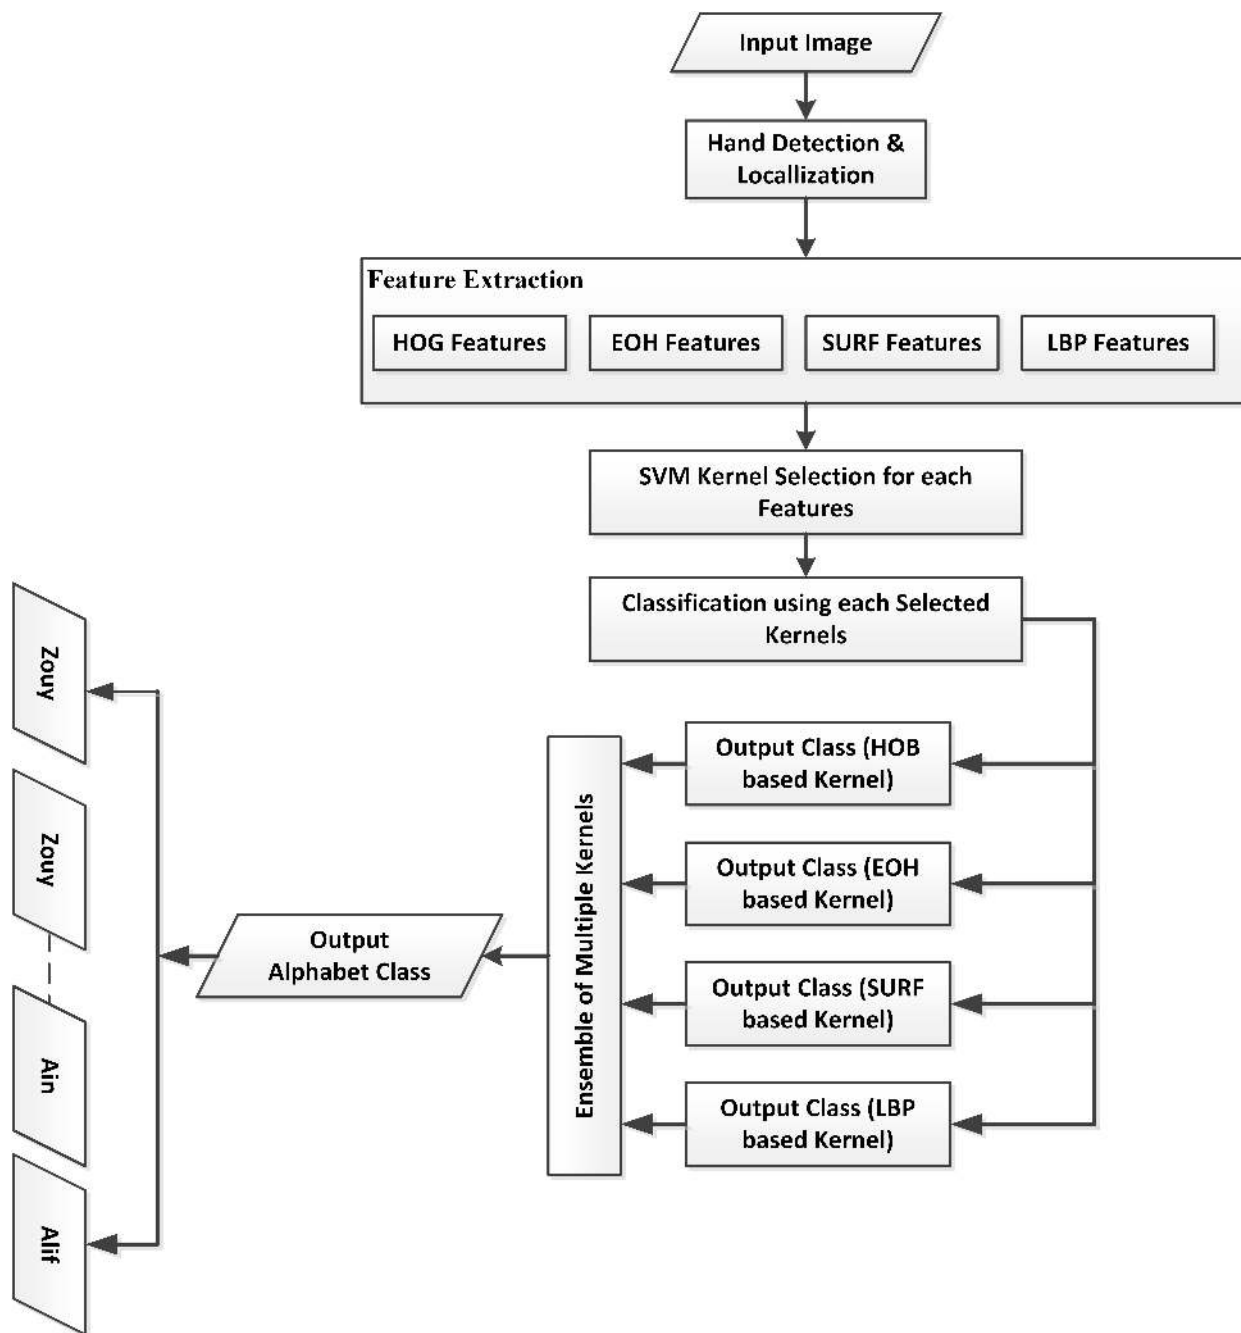 Input Image
Hand Detection &
Locallization
Feature Extraction
HOG Features
EOH Features
SURF Features
LBP Features
SVM Kernel Selection for each
Features
Classification using each Selected
Kernels
Output Class (HOB
based Kernel)
Output Class (EOH
based Kernel)
Output Class (SURF
based Kernel)
Output Class (LBP
based Kernel)
Ensemble of Multiple Kernels
Output
Alphabet Class
Zouy
Zouy
Ain
Alif